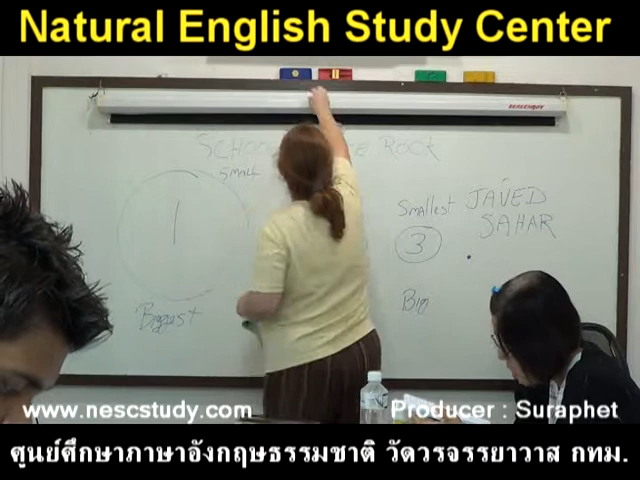 Natural English Study Center
SCREENBOY
SCHOOL ROCK
SMALL
Smallest JAVED
SAHAR
1
3
Biggest
Big
www.nescstudy.com Producer : Suraphet
ศูนย์ศึกษาภาษาอังกฤษธรรมชาติ วัดวรจรรยาวาส กทม.